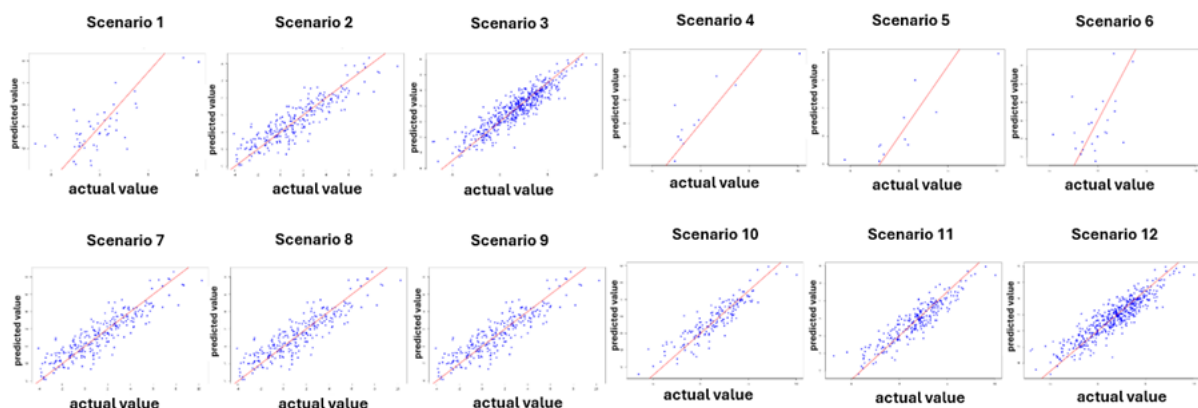 Scenario 1
Scenario 2
Scenario 3
Scenario 4
Scenario 5
Scenario 6
predicted value
predicted value
predicted value
predicted value
predicted value
predicted value
actual value
actual value
actual value
actual value
actual value
actual value
Scenario 7
Scenario 8
Scenario 9
Scenario 10
Scenario 11
Scenario 12
predicted value
predicted value
predicted value
predicted value
predicted value
predicted value
actual value
actual value
actual value
actual value
actual value
actual value